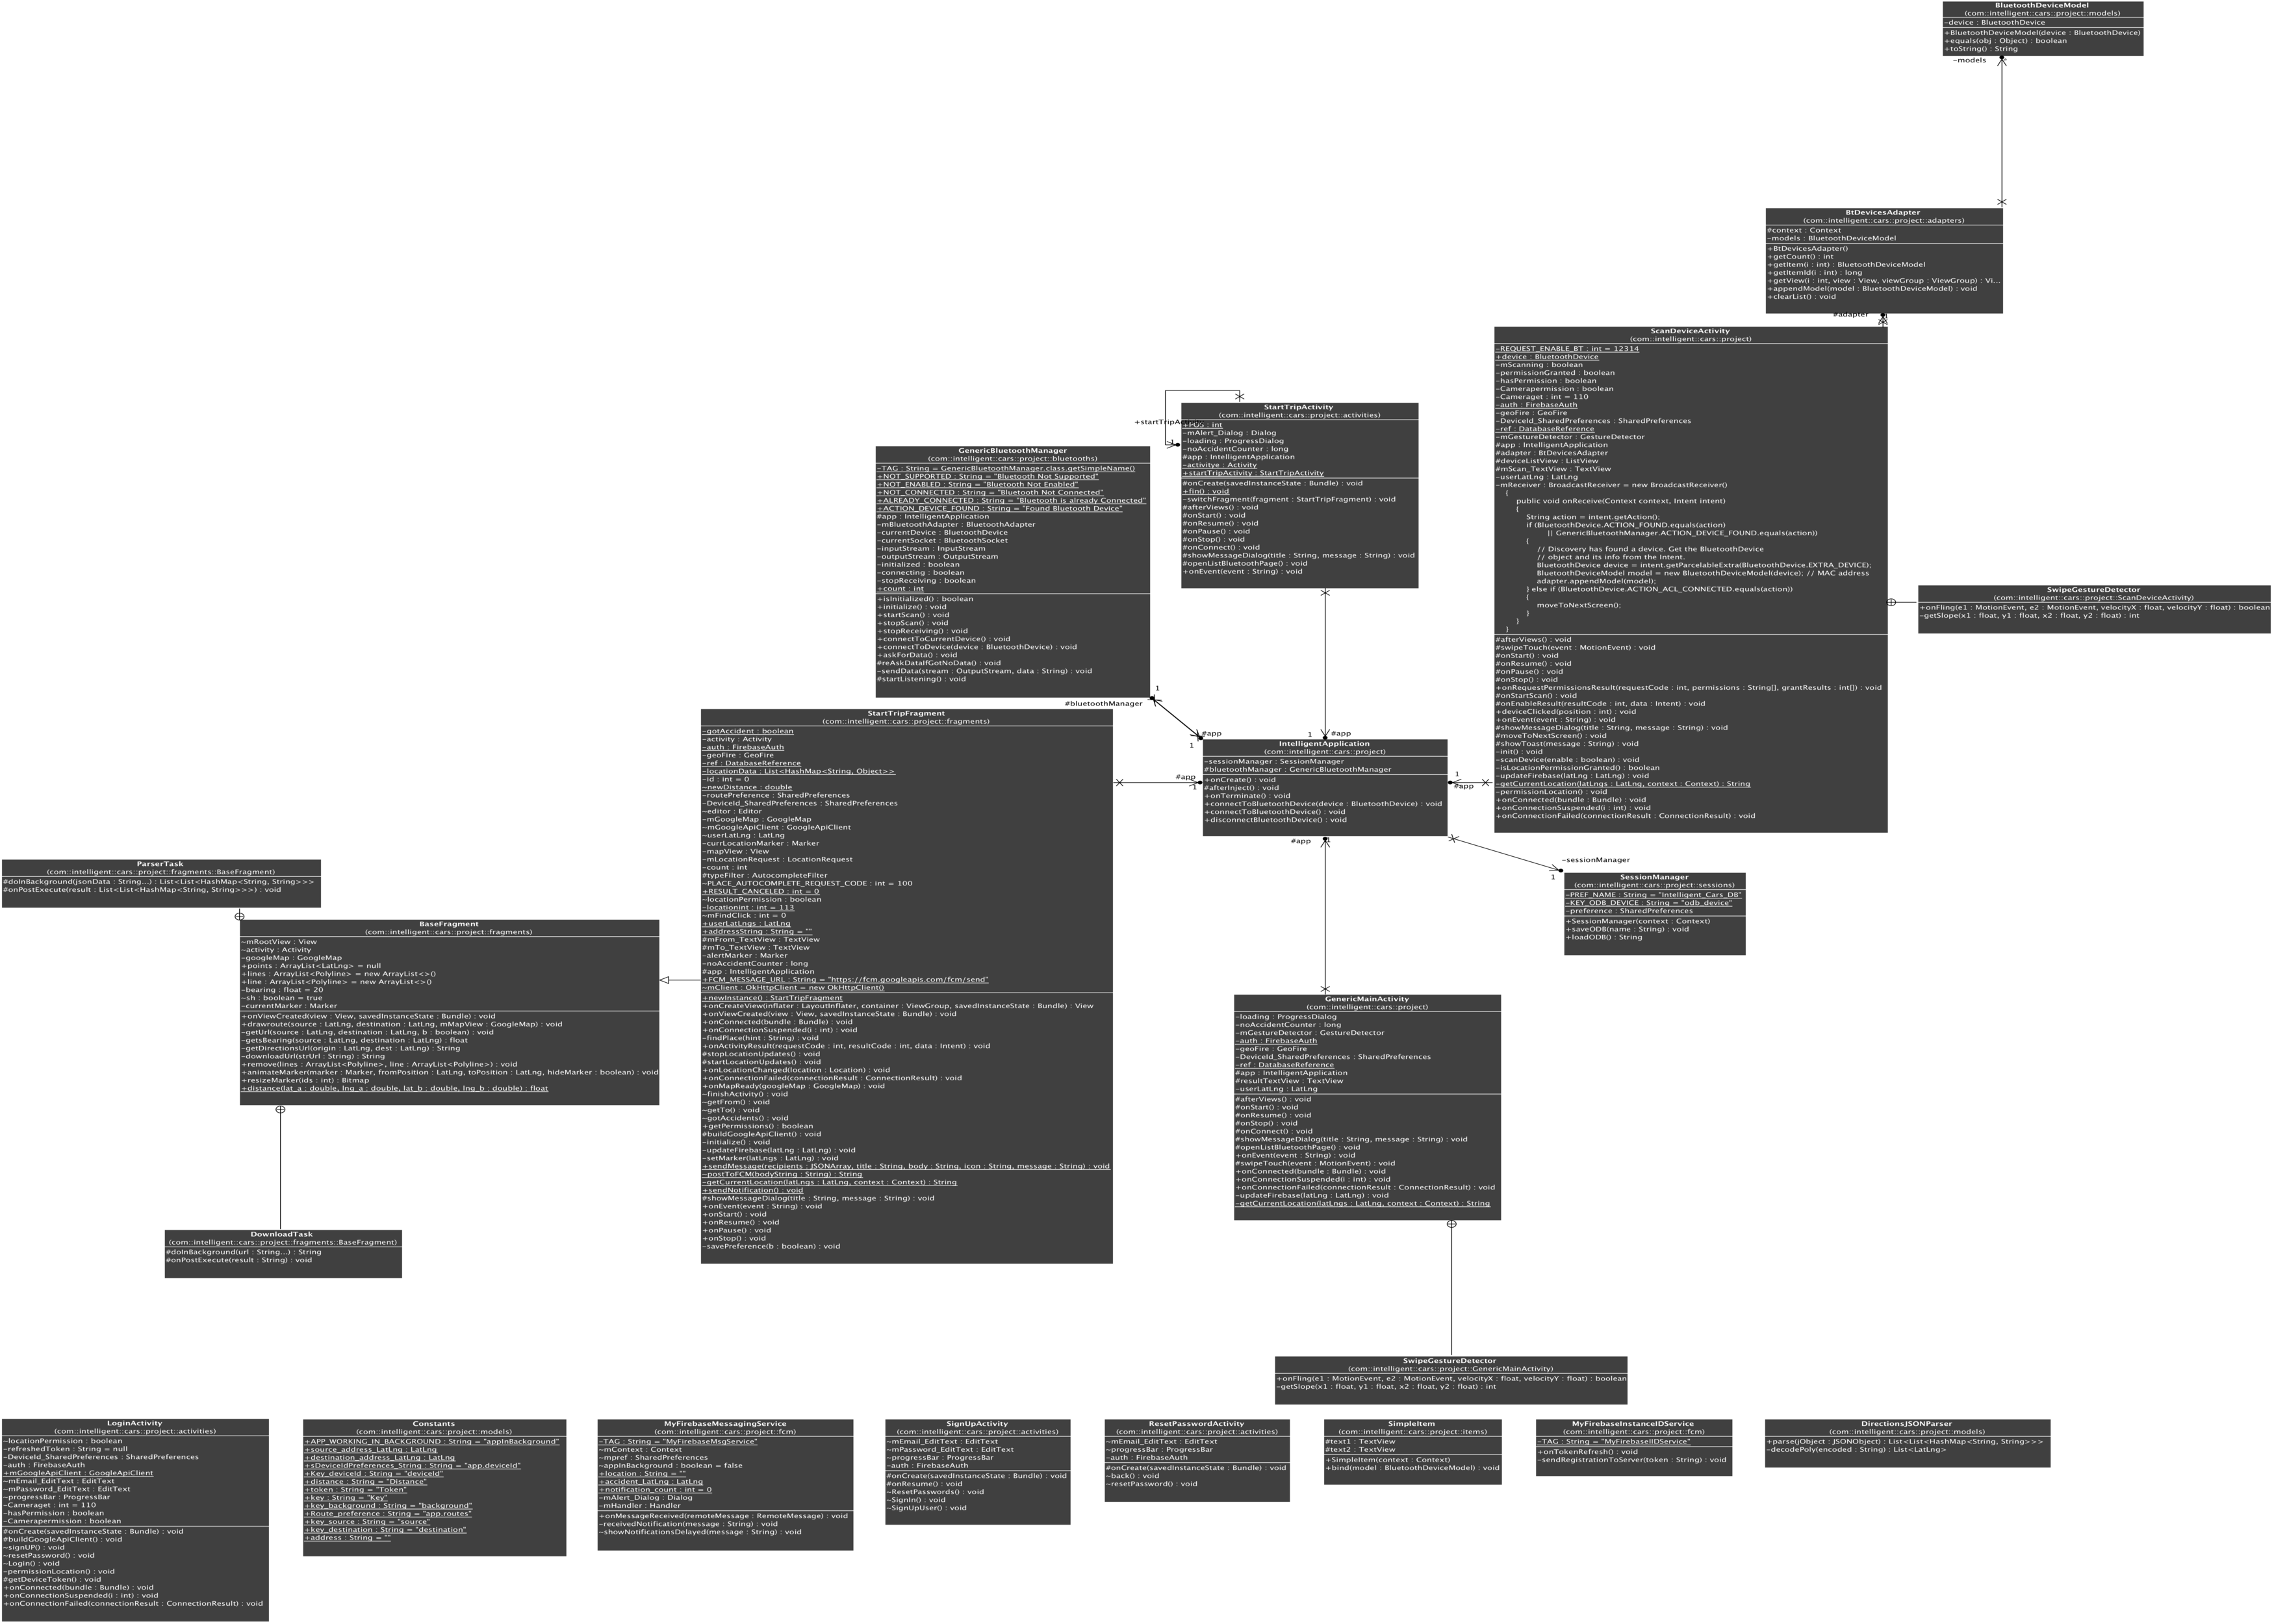 BluetoothDeviceModel
(com::intelligent::cars::project::models)
-device : BluetoothDevice
+BluetoothDeviceModel(device : BluetoothDevice)
+equals(obj : Object) : boolean
+toString() : String
-models
BtDevicesAdapter
(com::intelligent::cars::project::adapters)
#context : Context
-models : BluetoothDeviceModel
+BtDevicesAdapter()
+getCount() : int
+getItem(i : int) : BluetoothDeviceModel
+getItemId(i : int) : long
+getView(i : int, view : View, viewGroup : ViewGroup) : Vi...
+appendModel(model : BluetoothDeviceModel) : void
+clearList() : void
#adapter
ScanDeviceActivity
(com::intelligent::cars::project)
-REQUEST_ENABLE_BT : int = 12314
+device : BluetoothDevice
-mScanning : boolean
-permissionGranted : boolean
-hasPermission : boolean
-Camerapermission : boolean
-Cameraget : int = 110
-auth : FirebaseAuth
-geoFire : GeoFire
-DeviceId_SharedPreferences : SharedPreferences
-ref : DatabaseReference
-mGestureDetector : GestureDetector
#app : IntelligentApplication
#adapter : BtDevicesAdapter
#deviceListView : ListView
#mScan_TextView : TextView
-userLatLng : LatLng
-mReceiver : BroadcastReceiver = new BroadcastReceiver()
{
public void onReceive(Context context, Intent intent)
{
String action = intent.getAction();
if (BluetoothDevice.ACTION_FOUND.equals(action)
|| GenericBluetoothManager.ACTION_DEVICE_FOUND.equals(action))
{
// Discovery has found a device. Get the BluetoothDevice
// object and its info from the Intent.
BluetoothDevice device = intent.getParcelableExtra(BluetoothDevice.EXTRA_DEVICE);
BluetoothDeviceModel model = new BluetoothDeviceModel(device); // MAC address
adapter.appendModel(model);
} else if (BluetoothDevice.ACTION_ACL_CONNECTED.equals(action))
{
moveToNextScreen();
}
}
}
#afterViews() : void
#swipeTouch(event : MotionEvent) : void
#onStart() : void
#onResume() : void
#onPause() : void
#onStop() : void
+onRequestPermissionsResult(requestCode : int, permissions : String[], grantResults : int[]) : void
#onStartScan() : void
#onEnableResult(resultCode : int, data : Intent) : void
+deviceClicked(position : int) : void
+onEvent(event : String) : void
#showMessageDialog(title : String, message : String) : void
#moveToNextScreen() : void
#showToast(message : String) : void
-init() : void
-scanDevice(enable : boolean) : void
-isLocationPermissionGranted() : boolean
-updateFirebase(latLng : LatLng) : void
-getCurrentLocation(latLngs : LatLng, context : Context) : String
-permissionLocation() : void
+onConnected(bundle : Bundle) : void
+onConnectionSuspended(i : int) : void
+onConnectionFailed(connectionResult : ConnectionResult) : void
SwipeGestureDetector
(com::intelligent::cars::project::ScanDeviceActivity)
+onFling(e1 : MotionEvent, e2 : MotionEvent, velocityX : float, velocityY : float) : boolean
-getSlope(x1 : float, y1 : float, x2 : float, y2 : float) : int
StartTripActivity
(com::intelligent::cars::project::activities)
+POS : int
-mAlert_Dialog : Dialog
-loading : ProgressDialog
-noAccidentCounter : long
#app : IntelligentApplication
-activitye : Activity
+startTripActivity : StartTripActivity
#onCreate(savedInstanceState : Bundle) : void
+fin() : void
-switchFragment(fragment : StartTripFragment) : void
#afterViews() : void
#onStart() : void
#onResume() : void
#onPause() : void
#onStop() : void
#onConnect() : void
#showMessageDialog(title : String, message : String) : void
#openListBluetoothPage() : void
+onEvent(event : String) : void
1
GenericBluetoothManager
(com::intelligent::cars::project::bluetooths)
-TAG : String = GenericBluetoothManager.class.getSimpleName()
+NOT_SUPPORTED : String = "Bluetooth Not Supported"
+NOT_ENABLED : String = "Bluetooth Not Enabled"
+NOT_CONNECTED : String = "Bluetooth Not Connected"
+ALREADY_CONNECTED : String = "Bluetooth is already Connected"
+ACTION_DEVICE_FOUND : String = "Found Bluetooth Device"
#app : IntelligentApplication
-mBluetoothAdapter : BluetoothAdapter
-currentDevice : BluetoothDevice
-currentSocket : BluetoothSocket
-inputStream : InputStream
-outputStream : OutputStream
-initialized : boolean
-connecting : boolean
-stopReceiving : boolean
+count : int
+isInitialized() : boolean
+initialize() : void
+startScan() : void
+stopScan() : void
+stopReceiving() : void
+connectToCurrentDevice() : void
+connectToDevice(device : BluetoothDevice) : void
+askForData() : void
#reAskDataIfGotNoData() : void
-sendData(stream : OutputStream, data : String) : void
#startListening() : void
1
#bluetoothManager
#app
1
1
#app
#app
1
1
#app
#app
IntelligentApplication
(com::intelligent::cars::project)
-sessionManager : SessionManager
#bluetoothManager : GenericBluetoothManager
+onCreate() : void
#afterInject() : void
+onTerminate() : void
+connectToBluetoothDevice(device : BluetoothDevice) : void
+connectToBluetoothDevice() : void
+disconnectBluetoothDevice() : void
-sessionManager
1
SessionManager
(com::intelligent::cars::project::sessions)
-PREF_NAME : String = "Intelligent_Cars_DB"
-KEY_ODB_DEVICE : String = "odb_device"
-preference : SharedPreferences
+SessionManager(context : Context)
+saveODB(name : String) : void
+loadODB() : String
StartTripFragment
(com::intelligent::cars::project::fragments)
-gotAccident : boolean
-activity : Activity
-auth : FirebaseAuth
-geoFire : GeoFire
-ref : DatabaseReference
-locationData : List<HashMap<String, Object>>
-id : int = 0
~newDistance : double
-routePreference : SharedPreferences
-DeviceId_SharedPreferences : SharedPreferences
~editor : Editor
-mGoogleMap : GoogleMap
~mGoogleApiClient : GoogleApiClient
~userLatLng : LatLng
-currLocationMarker : Marker
-mapView : View
-mLocationRequest : LocationRequest
-count : int
#typeFilter : AutocompleteFilter
~PLACE_AUTOCOMPLETE_REQUEST_CODE : int = 100
+RESULT_CANCELED : int = 0
~locationPermission : boolean
-locationint : int = 113
~mFindClick : int = 0
+userLatLngs : LatLng
+addressString : String = ""
#mFrom_TextView : TextView
#mTo_TextView : TextView
-alertMarker : Marker
-noAccidentCounter : long
#app : IntelligentApplication
+FCM_MESSAGE_URL : String = "https://fcm.googleapis.com/fcm/send"
~mClient : OkHttpClient = new OkHttpClient()
+newInstance() : StartTripFragment
+onCreateView(inflater : LayoutInflater, container : ViewGroup, savedInstanceState : Bundle) : View
+onViewCreated(view : View, savedInstanceState : Bundle) : void
+onConnected(bundle : Bundle) : void
+onConnectionSuspended(i : int) : void
-findPlace(hint : String) : void
+onActivityResult(requestCode : int, resultCode : int, data : Intent) : void
#stopLocationUpdates() : void
#startLocationUpdates() : void
+onLocationChanged(location : Location) : void
+onConnectionFailed(connectionResult : ConnectionResult) : void
+onMapReady(googleMap : GoogleMap) : void
~finishActivity() : void
~getFrom() : void
~getTo() : void
~gotAccidents() : void
+getPermissions() : boolean
#buildGoogleApiClient() : void
-initialize() : void
-updateFirebase(latLng : LatLng) : void
-setMarker(latLngs : LatLng) : void
+sendMessage(recipients : JSONArray, title : String, body : String, icon : String, message : String) : void
-postToFCM(bodyString : String) : String
-getCurrentLocation(latLngs : LatLng, context : Context) : String
+sendNotification() : void
#showMessageDialog(title : String, message : String) : void
+onEvent(event : String) : void
+onStart() : void
+onResume() : void
+onPause() : void
+onStop() : void
-savePreference(b : boolean) : void
ParserTask
(com::intelligent::cars::project::fragments::BaseFragment)
#doInBackground(jsonData : String...) : List<List<HashMap<String, String>>>
#onPostExecute(result : List<List<HashMap<String, String>>>) : void
BaseFragment
(com::intelligent::cars::project::fragments)
~mRootView : View
~activity : Activity
-googleMap : GoogleMap
+points : ArrayList<LatLng> = null
+lines : ArrayList<Polyline> = new ArrayList<>()
+line : ArrayList<Polyline> = new ArrayList<>()
-bearing : float = 20
~sh : boolean = true
-currentMarker : Marker
+onViewCreated(view : View, savedInstanceState : Bundle) : void
+drawroute(source : LatLng, destination : LatLng, mMapView : GoogleMap) : void
-getUrl(source : LatLng, destination : LatLng, b : boolean) : void
-getsBearing(source : LatLng, destination : LatLng) : float
-getDirectionsUrl(origin : LatLng, dest : LatLng) : String
-downloadUrl(strUrl : String) : String
+remove(lines : ArrayList<Polyline>, line : ArrayList<Polyline>) : void
+animateMarker(marker : Marker, fromPosition : LatLng, toPosition : LatLng, hideMarker : boolean) : void
+resizeMarker(ids : int) : Bitmap
+distance(lat_a : double, lng_a : double, lat_b : double, lng_b : double) : float
DownloadTask
(com::intelligent::cars::project::fragments::BaseFragment)
#doInBackground(url : String...) : String
#onPostExecute(result : String) : void
GenericMainActivity
(com::intelligent::cars::project)
-loading : ProgressDialog
-noAccidentCounter : long
-mGestureDetector : GestureDetector
-auth : FirebaseAuth
-geoFire : GeoFire
-DeviceId_SharedPreferences : SharedPreferences
-ref : DatabaseReference
#app : IntelligentApplication
#resultTextView : TextView
-userLatLng : LatLng
#afterViews() : void
#onStart() : void
#onResume() : void
#onStop() : void
#onConnect() : void
#showMessageDialog(title : String, message : String) : void
#openListBluetoothPage() : void
+onEvent(event : String) : void
#swipeTouch(event : MotionEvent) : void
+onConnected(bundle : Bundle) : void
+onConnectionSuspended(i : int) : void
+onConnectionFailed(connectionResult : ConnectionResult) : void
-updateFirebase(latLng : LatLng) : void
-getCurrentLocation(latLngs : LatLng, context : Context) : String
SwipeGestureDetector
(com::intelligent::cars::project::GenericMainActivity)
+onFling(e1 : MotionEvent, e2 : MotionEvent, velocityX : float, velocityY : float) : boolean
-getSlope(x1 : float, y1 : float, x2 : float, y2 : float) : int
LoginActivity
(com::intelligent::cars::project::activities)
~locationPermission : boolean
-refreshedToken : String = null
-DeviceId_SharedPreferences : SharedPreferences
-auth : FirebaseAuth
+mGoogleApiClient : GoogleApiClient
~mEmail_EditText : EditText
~mPassword_EditText : EditText
~progressBar : ProgressBar
-Cameraget : int = 110
-hasPermission : boolean
-Camerapermission : boolean
#onCreate(savedInstanceState : Bundle) : void
#buildGoogleApiClient() : void
~signUP() : void
~resetPassword() : void
~Login() : void
-permissionLocation() : void
#getDeviceToken() : void
+onConnected(bundle : Bundle) : void
+onConnectionSuspended(i : int) : void
+onConnectionFailed(connectionResult : ConnectionResult) : void
Constants
(com::intelligent::cars::project::models)
+APP_WORKING_IN_BACKGROUND : String = "appInBackground"
+source_address_LatLng : LatLng
+destination_address_LatLng : LatLng
+sDeviceIdPreferences_String : String = "app.deviceId"
+Key_deviceId : String = "deviceId"
+distance : String = "Distance"
+token : String = "Token"
+key : String = "Key"
+key_background : String = "background"
+Route_preference : String = "app.routes"
+key_source : String = "source"
+key_destination : String = "destination"
+address : String = ""
MyFirebaseMessagingService
(com::intelligent::cars::project::fcm)
-TAG : String = "MyFirebaseMsgService"
~mContext : Context
~mpref : SharedPreferences
~appInBackground : boolean = false
+location : String = ""
+accident_LatLng : LatLng
+notification_count : int = 0
-mAlert_Dialog : Dialog
-mHandler : Handler
+onMessageReceived(remoteMessage : RemoteMessage) : void
-receivedNotification(message : String) : void
~showNotificationsDelayed(message : String) : void
SignUpActivity
(com::intelligent::cars::project::activities)
~mEmail_EditText : EditText
~mPassword_EditText : EditText
~progressBar : ProgressBar
-auth : FirebaseAuth
#onCreate(savedInstanceState : Bundle) : void
#onResume() : void
~ResetPasswords() : void
~SignIn() : void
~SignUpUser() : void
ResetPasswordActivity
(com::intelligent::cars::project::activities)
~mEmail_EditText : EditText
~progressBar : ProgressBar
-auth : FirebaseAuth
#onCreate(savedInstanceState : Bundle) : void
~back() : void
~resetPassword() : void
SimpleItem
(com::intelligent::cars::project::items)
#text1 : TextView
#text2 : TextView
+SimpleItem(context : Context)
+bind(model : BluetoothDeviceModel) : void
MyFirebaseInstanceIDService
(com::intelligent::cars::project::fcm)
-TAG : String = "MyFirebaseIIDService"
+onTokenRefresh() : void
-sendRegistrationToServer(token : String) : void
DirectionsJSONParser
(com::intelligent::cars::project::models)
+parse(jObject : JSONObject) : List<List<HashMap<String, String>>>
-decodePoly(encoded : String) : List<LatLng>